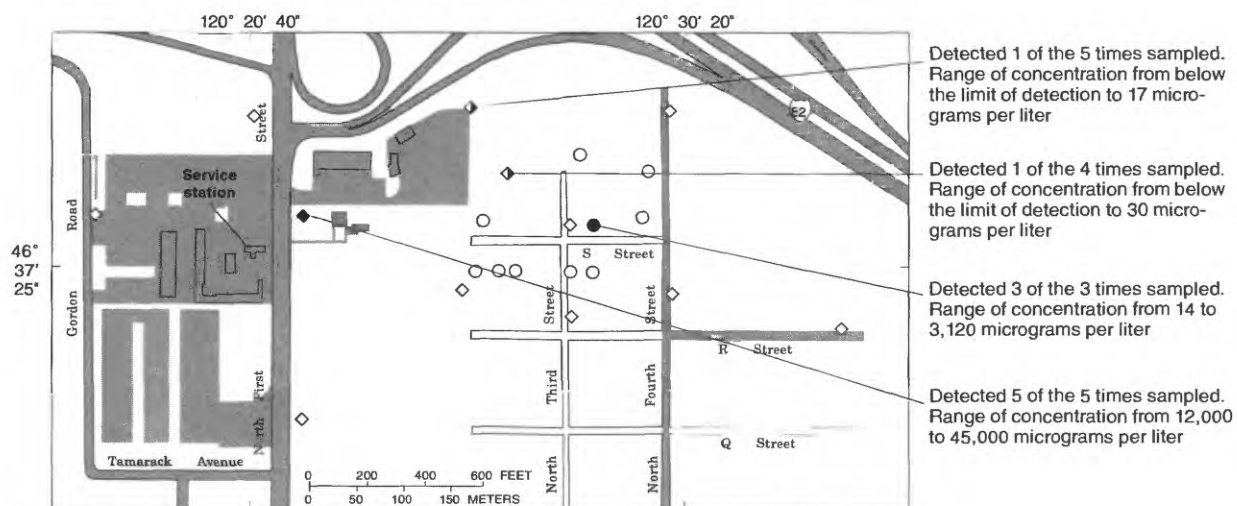 120° 20' 40"
120° 30' 20"
Detected 1 of the 5 times sampled.
Range of concentration from below
the limit of detection to 17 micro-
grams per liter
Street
82
Detected 1 of the 4 times sampled.
Range of concentration from below
the limit of detection to 30 micro-
grams per liter
Service
station
Road
46°
37'
25"
S Street
Detected 3 of the 3 times sampled.
Range of concentration from 14 to
3,120 micrograms per liter
Gordon
Street
Street
R Street
First
Third
Fourth
Detected 5 of the 5 times sampled.
Range of concentration from 12,000
to 45,000 micrograms per liter
North
Q Street
Tamarack Avenue
North
North
0 200 400 600 FEET
0 50 100 150 METERS